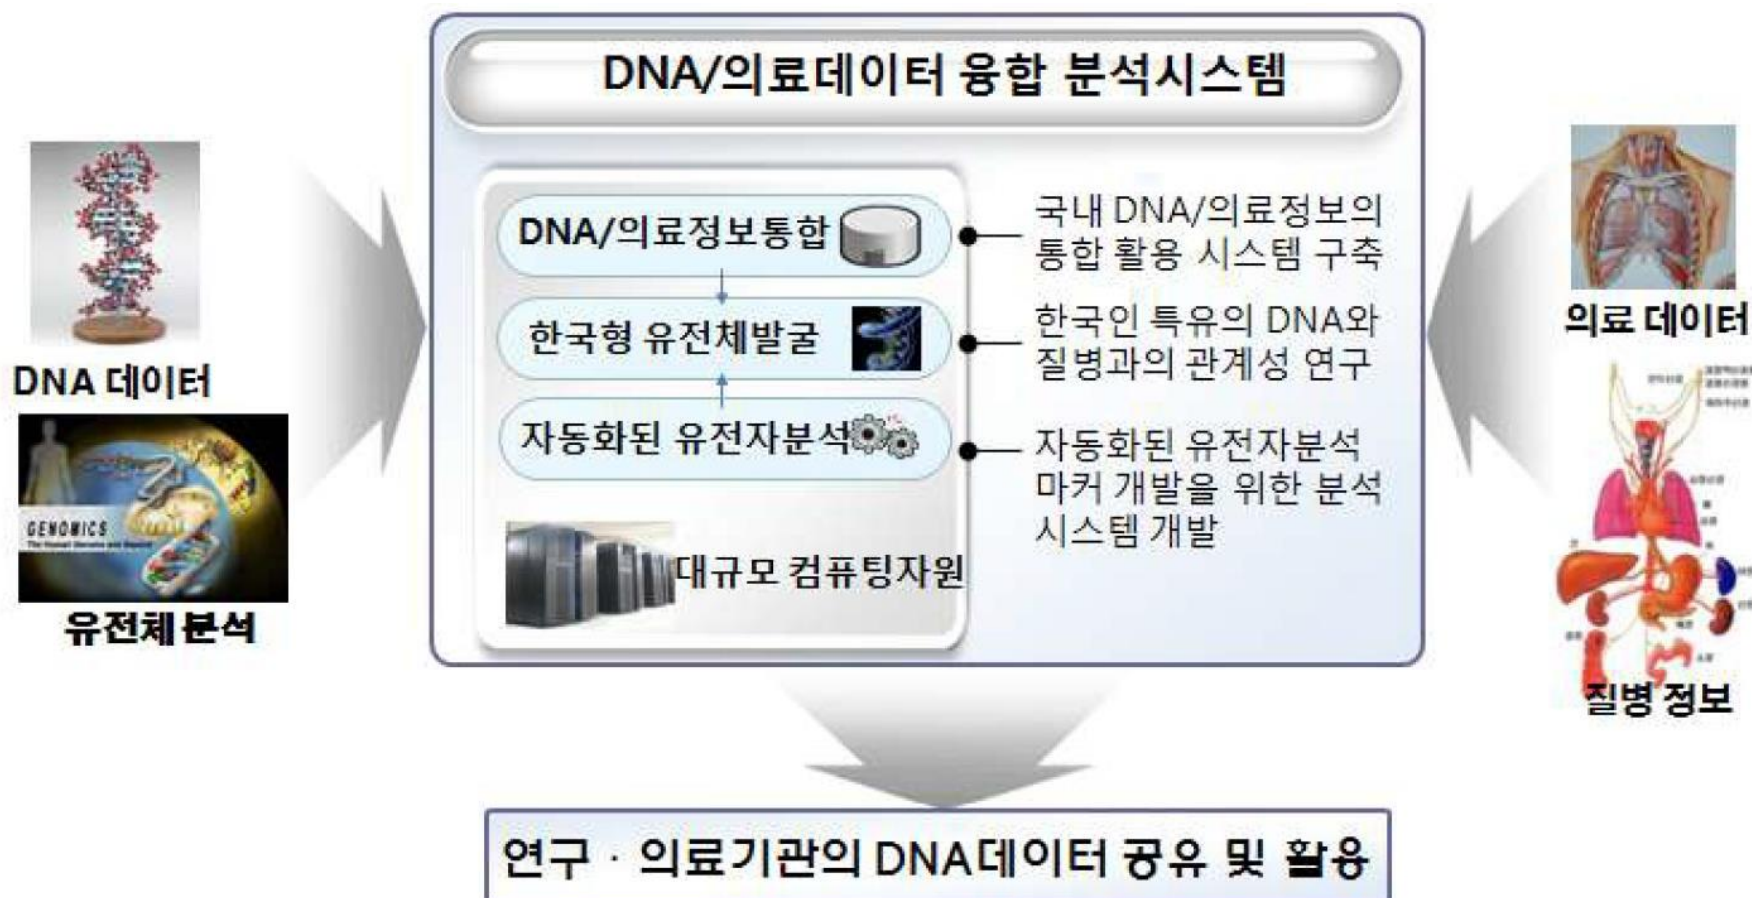 DNA/의료데이터 융합 분석시스템
DNA 데이터
GENOMICS
The Human Genome and Beyond
유전체 분석
DNA/의료정보통합
한국형 유전체발굴
자동화된 유전자분석
대규모 컴퓨팅자원
국내 DNA/의료정보의
통합 활용 시스템 구축
한국인 특유의 DNA와
질병과의 관계성 연구
자동화된 유전자분석
마커 개발을 위한 분석
시스템 개발
의료 데이터
질병 정보
연구 · 의료기관의 DNA데이터 공유 및 활용